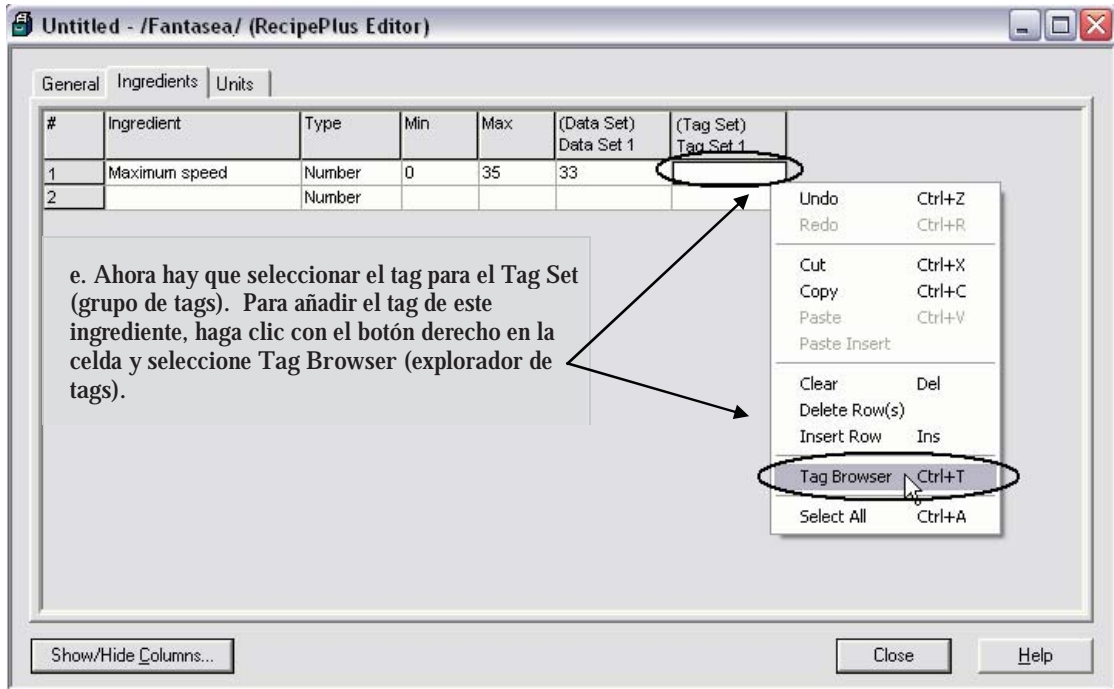 Untitled - /Fantasea/ (RecipePlus Editor)
General Ingredients Units
# Ingredient Type Min Max (Data Set) (Tag Set)
Data Set 1 Tag Set 1
1 Maximum speed Number 0 35 33
2 Number
Undo Ctrl+Z
Redo Ctrl+R
Cut Ctrl+X
Copy Ctrl+C
Paste Ctrl+V
Paste Insert
Clear Del
Delete Row(s)
Insert Row Ins
Tag Browser Ctrl+T
Select All Ctrl+A
e. Ahora hay que seleccionar el tag para el Tag Set
(grupo de tags). Para añadir el tag de este
ingrediente, haga clic con el botón derecho en la
celda y seleccione Tag Browser (explorador de
tags).
Show/Hide Columns... Close Help